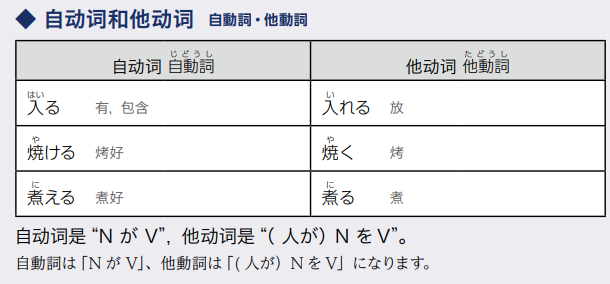 ◆ 自动词和他动词 自動詞・他動詞
じどうし たどうし
自动词 自動詞 他动词 他動詞
はい い
入る 有，包含 入れる 放
や や
焼ける 烤好 焼く 烤
に に
煮える 煮好 煮る 煮
自动词是 “N が V”，他动词是 “( 人が）N を V”。
自動詞は「N が V」、他動詞は「( 人が）N を V」になります。